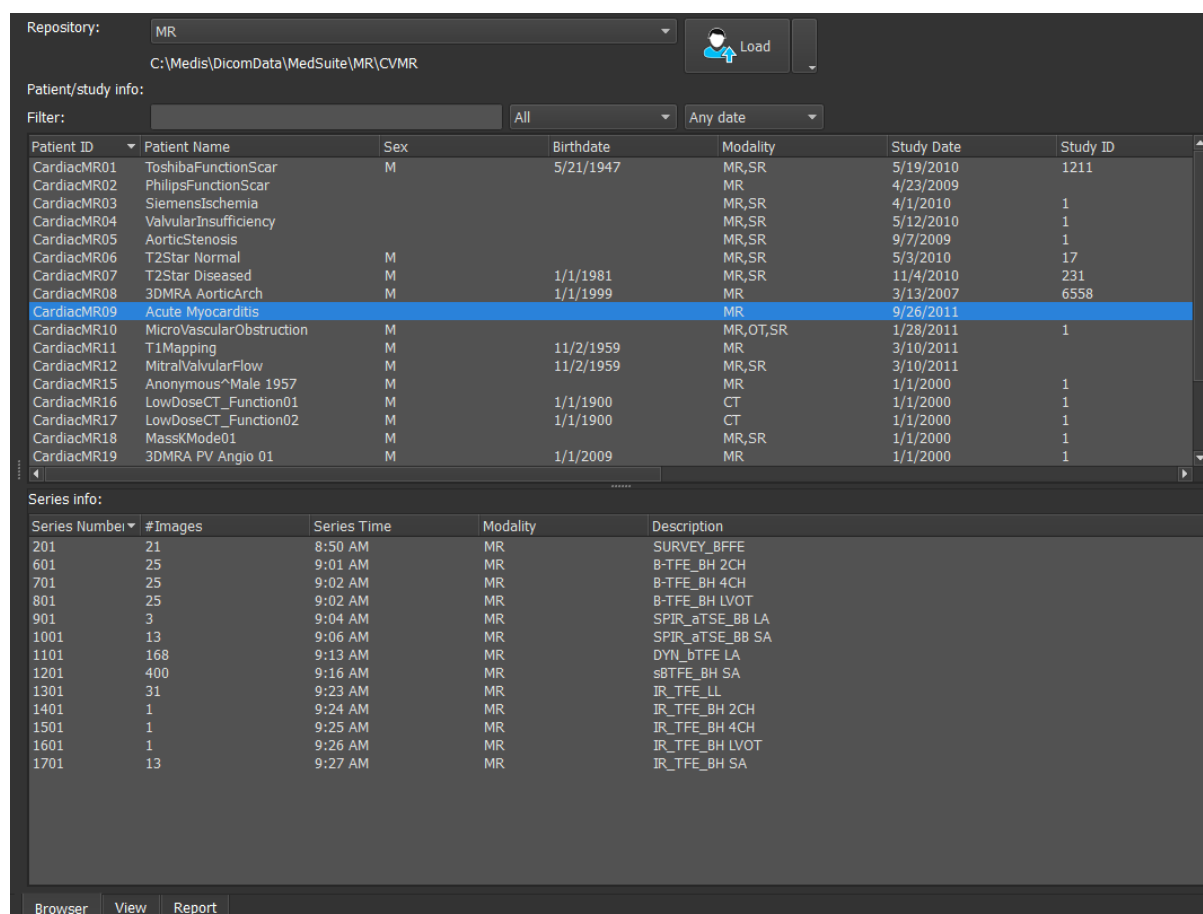 Repository: MR Load
C:\Medis\DicomData\MedSuite\MR\CVMR
Patient/study info:
Filter: All Any date
Patient ID Patient Name Sex Birthdate Modality Study Date Study ID
CardiacMR01 ToshibaFunctionScar M 5/21/1947 MR,SR 5/19/2010 1211
CardiacMR02 PhilipsFunctionScar MR 4/23/2009
CardiacMR03 SiemensIschemia MR,SR 4/1/2010 1
CardiacMR04 ValvularInsufficiency MR,SR 5/12/2010 1
CardiacMR05 AorticStenosis MR,SR 9/7/2009 1
CardiacMR06 T2Star Normal M MR,SR 5/3/2010 17
CardiacMR07 T2Star Diseased M 1/1/1981 MR,SR 11/4/2010 231
CardiacMR08 3DMRA AorticArch M 1/1/1999 MR 3/13/2007 6558
CardiacMR09 Acute Myocarditis MR 9/26/2011
CardiacMR10 MicroVascularObstruction M MR,OT,SR 1/28/2011 1
CardiacMR11 T1Mapping M 11/2/1959 MR 3/10/2011
CardiacMR12 MitralValvularFlow M 11/2/1959 MR,SR 3/10/2011
CardiacMR15 Anonymous^Male 1957 M MR 1/1/2000 1
CardiacMR16 LowDoseCT_Function01 M 1/1/1900 CT 1/1/2000 1
CardiacMR17 LowDoseCT_Function02 M 1/1/1900 CT 1/1/2000 1
CardiacMR18 MassKMode01 M MR,SR 1/1/2000 1
CardiacMR19 3DMRA PV Angio 01 M 1/1/2009 MR 1/1/2000 1
Series info:
Series Number #Images Series Time Modality Description
201 21 8:50 AM MR SURVEY_BFFE
601 25 9:01 AM MR B-TFE_BH 2CH
701 25 9:02 AM MR B-TFE_BH 4CH
801 25 9:02 AM MR B-TFE_BH LVOT
901 3 9:04 AM MR SPIR_aTSE_BB LA
1001 13 9:06 AM MR SPIR_aTSE_BB SA
1101 168 9:13 AM MR DYN_bTFE LA
1201 400 9:16 AM MR sBTFE_BH SA
1301 31 9:23 AM MR IR_TFE_LL
1401 1 9:24 AM MR IR_TFE_BH 2CH
1501 1 9:25 AM MR IR_TFE_BH 4CH
1601 1 9:26 AM MR IR_TFE_BH LVOT
1701 13 9:27 AM MR IR_TFE_BH SA
Browser View Report